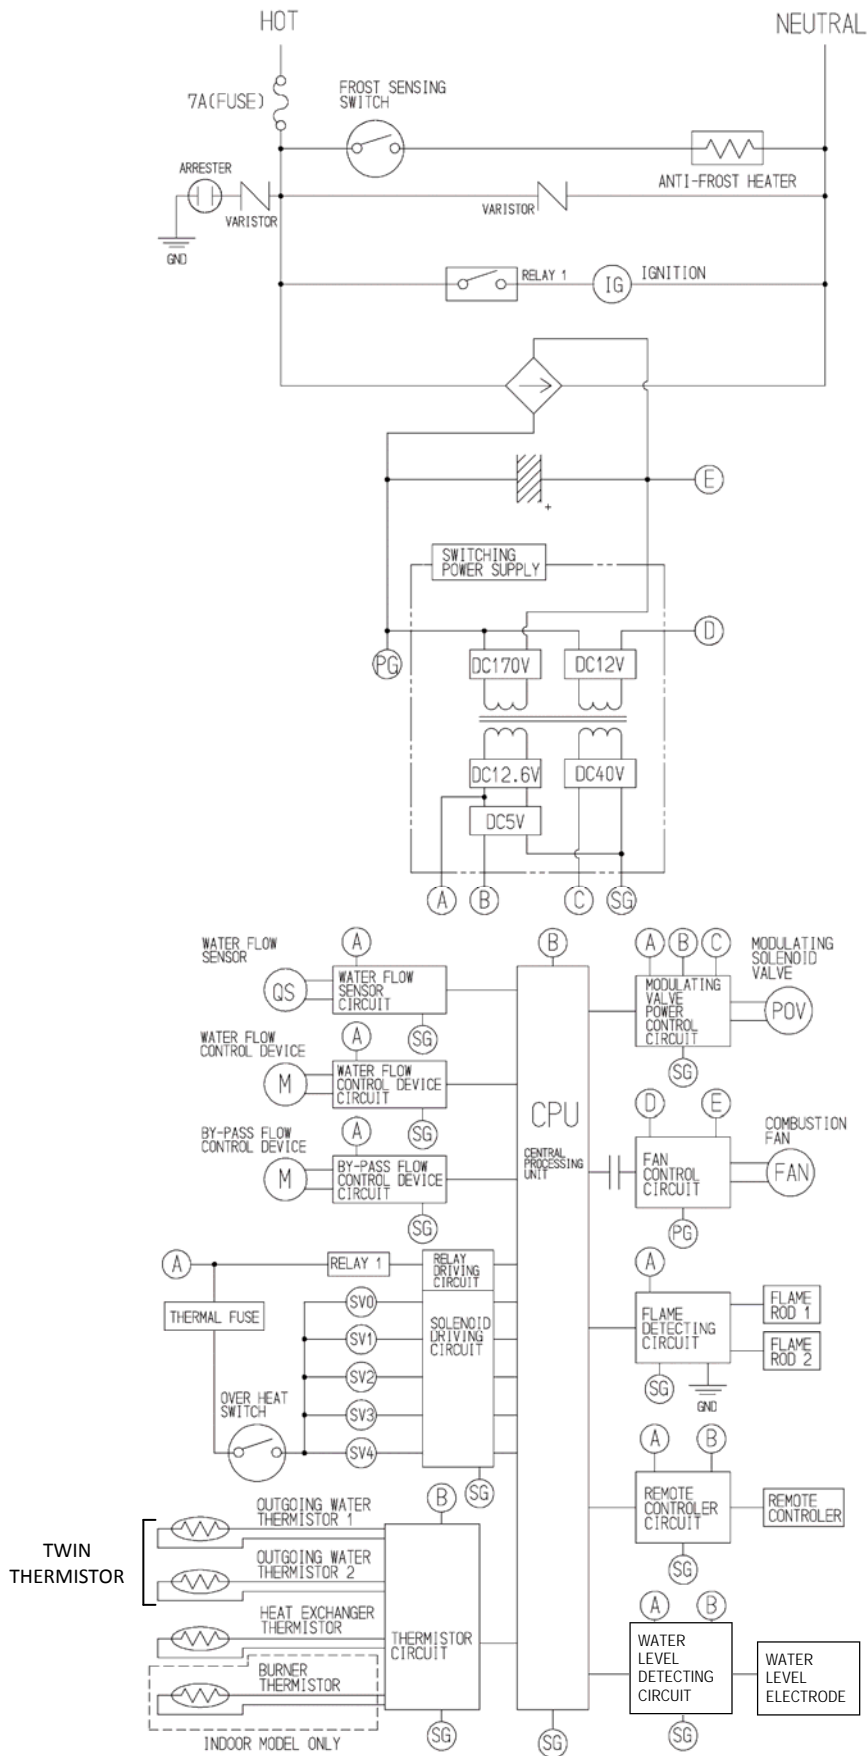 HOT
NEUTRAL
7A(FUSE)
FROST SENSING
SWITCH
ANTI-FROST HEATER
ARRESTER
VARISTOR
VARISTOR
GND
RELAY 1
IG
IGNITION
E
+
SWITCHING
POWER SUPPLY
D
PG
DC170V
DC12V
DC12.6V
DC40V
DC5V
A
B
C
SG
WATER FLOW
SENSOR
A
QS
WATER FLOW
SENSOR
CIRCUIT
SG
WATER FLOW
CONTROL DEVICE
A
M
WATER FLOW
CONTROL DEVICE
CIRCUIT
SG
BY-PASS FLOW
CONTROL DEVICE
A
M
BY-PASS FLOW
CONTROL DEVICE
CIRCUIT
SG
A
RELAY 1
RELAY
DRIVING
CIRCUIT
THERMAL FUSE
SV0
SV1
SV2
SV3
SV4
SOLENOID
DRIVING
CIRCUIT
OVER HEAT
SWITCH
SG
B
TWIN
THERMISTOR
OUTGOING WATER
THERMISTOR 1
OUTGOING WATER
THERMISTOR 2
HEAT EXCHANGER
THERMISTOR
BURNER
THERMISTOR
INDOOR MODEL ONLY
THERMISTOR
CIRCUIT
SG
B
CPU
CENTRAL
PROCESSING
UNIT
SG
A
B
C
MODULATING
SOLENOID
VALVE
MODULATING
VALVE
POWER
CONTROL
CIRCUIT
POV
SG
D
E
COMBUSTION
FAN
FAN
CONTROL
CIRCUIT
FAN
PG
A
FLAME
DETECTING
CIRCUIT
FLAME
ROD 1
FLAME
ROD 2
SG
GND
A
B
REMOTE
CONTROLER
CIRCUIT
REMOTE
CONTROLER
SG
A
B
WATER
LEVEL
DETECTING
CIRCUIT
WATER
LEVEL
ELECTRODE
SG